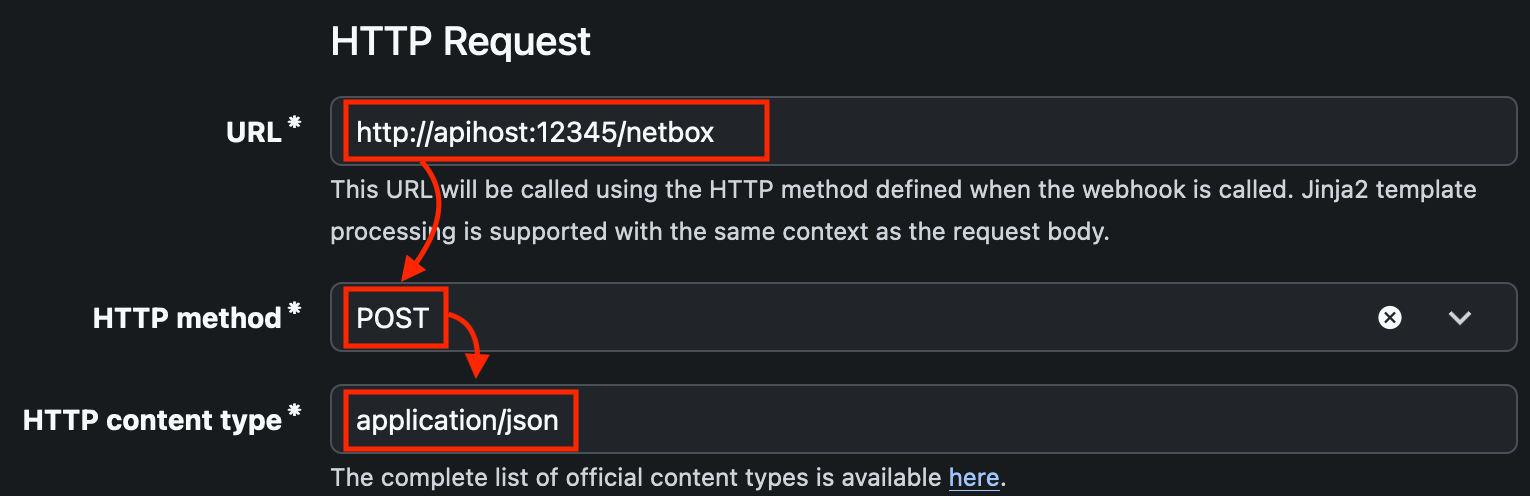 HTTP Request
URL *
http://apihost:12345/netbox
This URL will be called using the HTTP method defined when the webhook is called. Jinja2 template
processing is supported with the same context as the request body.
HTTP method *
POST
HTTP content type *
application/json
The complete list of official content types is available here.